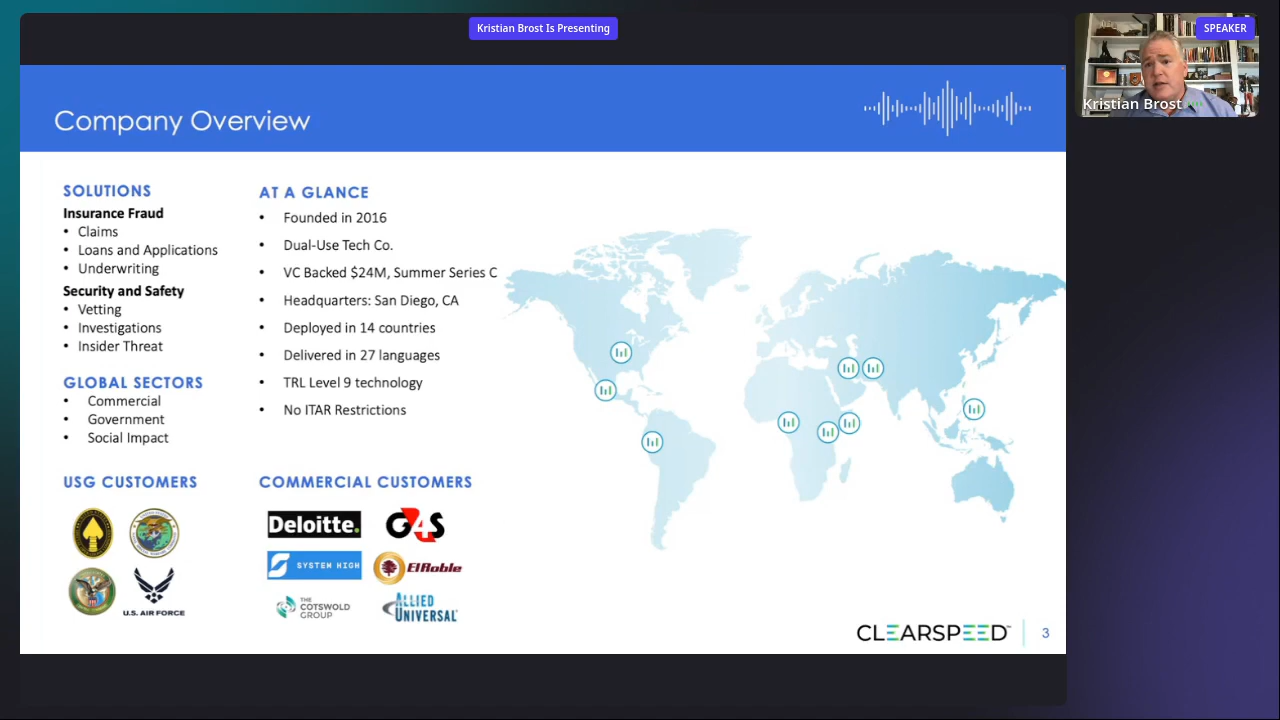 Kristian Brost Is Presenting
SPEAKER
Kristian Brost
Company Overview
SOLUTIONS
Insurance Fraud
• Claims
• Loans and Applications
• Underwriting
Security and Safety
• Vetting
• Investigations
• Insider Threat
GLOBAL SECTORS
• Commercial
• Government
• Social Impact
USG CUSTOMERS
U.S. AIR FORCE
AT A GLANCE
• Founded in 2016
• Dual-Use Tech Co.
• VC Backed $24M, Summer Series C
• Headquarters: San Diego, CA
• Deployed in 14 countries
• Delivered in 27 languages
• TRL Level 9 technology
• No ITAR Restrictions
COMMERCIAL CUSTOMERS
Deloitte.
G4S
SYSTEM HIGH
ElRoble
THE
COTSWOLD
GROUP
ALLIED
UNIVERSAL
CLEARSPEED™
3